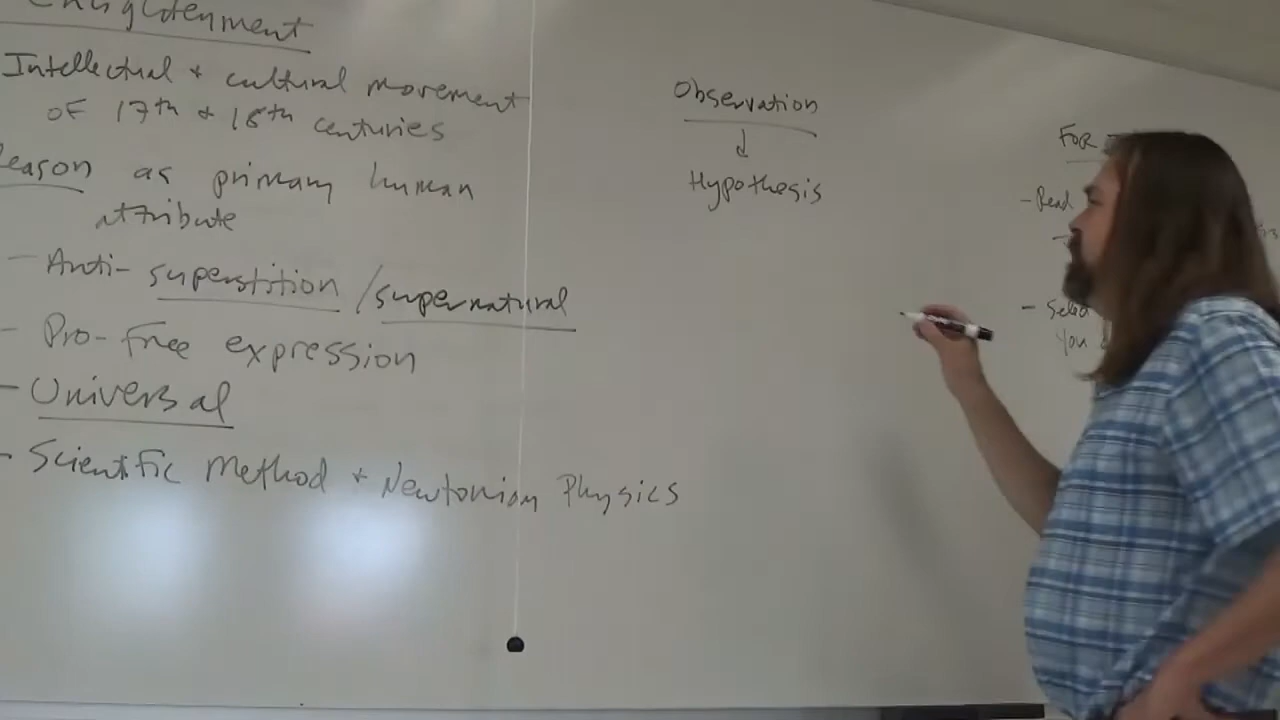 Enlightenment
Intellectual + cultural movement
of 17th + 18th centuries
Reason as primary human
attribute
- Anti- superstition / supernatural
- Pro- free expression
- Universal
- Scientific Method + Newtonian Physics
Observation
↓
Hypothesis
FOR
- Read
-
- Select
You